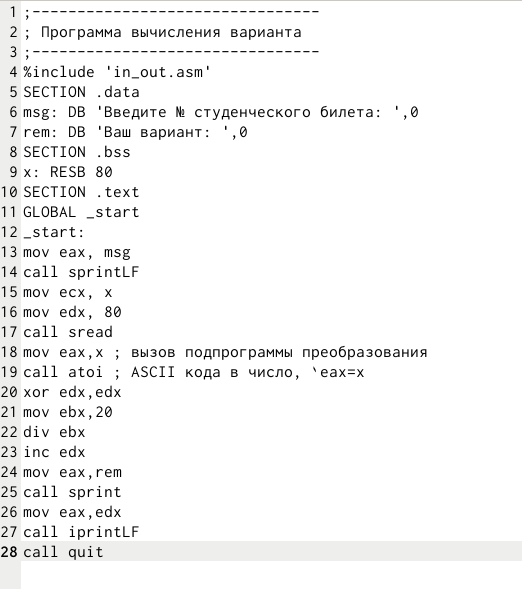 1 ;--------------------------------
2 ; Программа вычисления варианта
3 ;--------------------------------
4 %include 'in_out.asm'
5 SECTION .data
6 msg: DB 'Введите № студенческого билета: ',0
7 rem: DB 'Ваш вариант: ',0
8 SECTION .bss
9 x: RESB 80
10 SECTION .text
11 GLOBAL _start
12 _start:
13 mov eax, msg
14 call sprintLF
15 mov ecx, x
16 mov edx, 80
17 call sread
18 mov eax,x ; вызов подпрограммы преобразования
19 call atoi ; ASCII кода в число, `eax=x
20 xor edx,edx
21 mov ebx,20
22 div ebx
23 inc edx
24 mov eax,rem
25 call sprint
26 mov eax,edx
27 call iprintLF
28 call quit